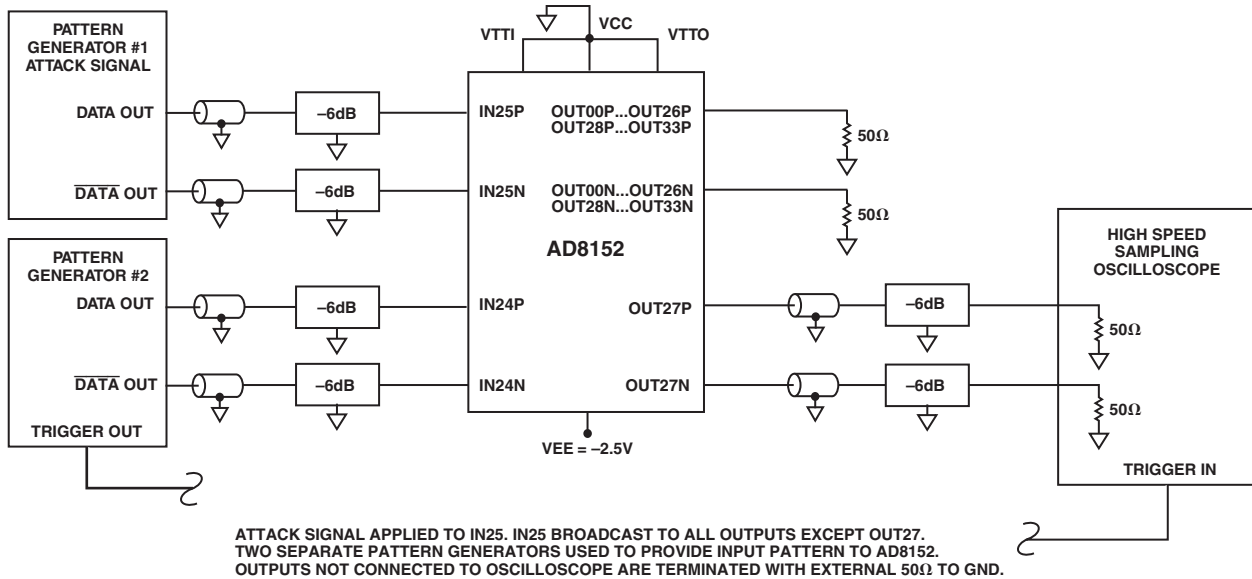 PATTERN
GENERATOR #1
ATTACK SIGNAL
DATA OUT
DATA OUT
–6dB
–6dB
PATTERN
GENERATOR #2
DATA OUT
DATA OUT
TRIGGER OUT
–6dB
–6dB
VTTI
VCC
VTTO
IN25P
IN25N
IN24P
IN24N
OUT00P...OUT26P
OUT28P...OUT33P
OUT00N...OUT26N
OUT28N...OUT33N
AD8152
OUT27P
OUT27N
VEE = –2.5V
50Ω
50Ω
–6dB
–6dB
HIGH SPEED
SAMPLING
OSCILLOSCOPE
50Ω
50Ω
TRIGGER IN
ATTACK SIGNAL APPLIED TO IN25. IN25 BROADCAST TO ALL OUTPUTS EXCEPT OUT27.
TWO SEPARATE PATTERN GENERATORS USED TO PROVIDE INPUT PATTERN TO AD8152.
OUTPUTS NOT CONNECTED TO OSCILLOSCOPE ARE TERMINATED WITH EXTERNAL 50Ω TO GND.